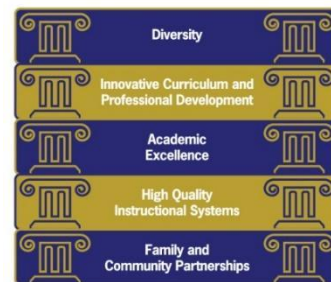 Diversity
Innovative Curriculum and
Professional Development
Academic
Excellence
High Quality
Instructional Systems
Family and
Community Partnerships